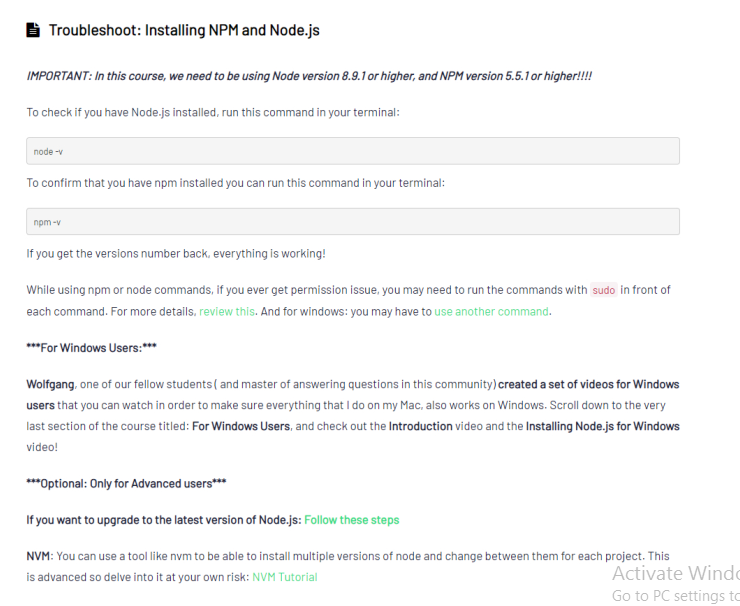 Troubleshoot: Installing NPM and Node.js
IMPORTANT: In this course, we need to be using Node version 8.9.1 or higher, and NPM version 5.5.1 or higher!!!!
To check if you have Node.js installed, run this command in your terminal:
node -v
To confirm that you have npm installed you can run this command in your terminal:
npm -v
If you get the versions number back, everything is working!
While using npm or node commands, if you ever get permission issue, you may need to run the commands with sudo in front of
each command. For more details, review this. And for windows: you may have to use another command.
***For Windows Users:***
Wolfgang, one of our fellow students ( and master of answering questions in this community) created a set of videos for Windows
users that you can watch in order to make sure everything that I do on my Mac, also works on Windows. Scroll down to the very
last section of the course titled: For Windows Users, and check out the Introduction video and the Installing Node.js for Windows
video!
***Optional: Only for Advanced users***
If you want to upgrade to the latest version of Node.js: Follow these steps
NVM: You can use a tool like nvm to be able to install multiple versions of node and change between them for each project. This
is advanced so delve into it at your own risk: NVM Tutorial
Activate Windo
Go to PC settings to